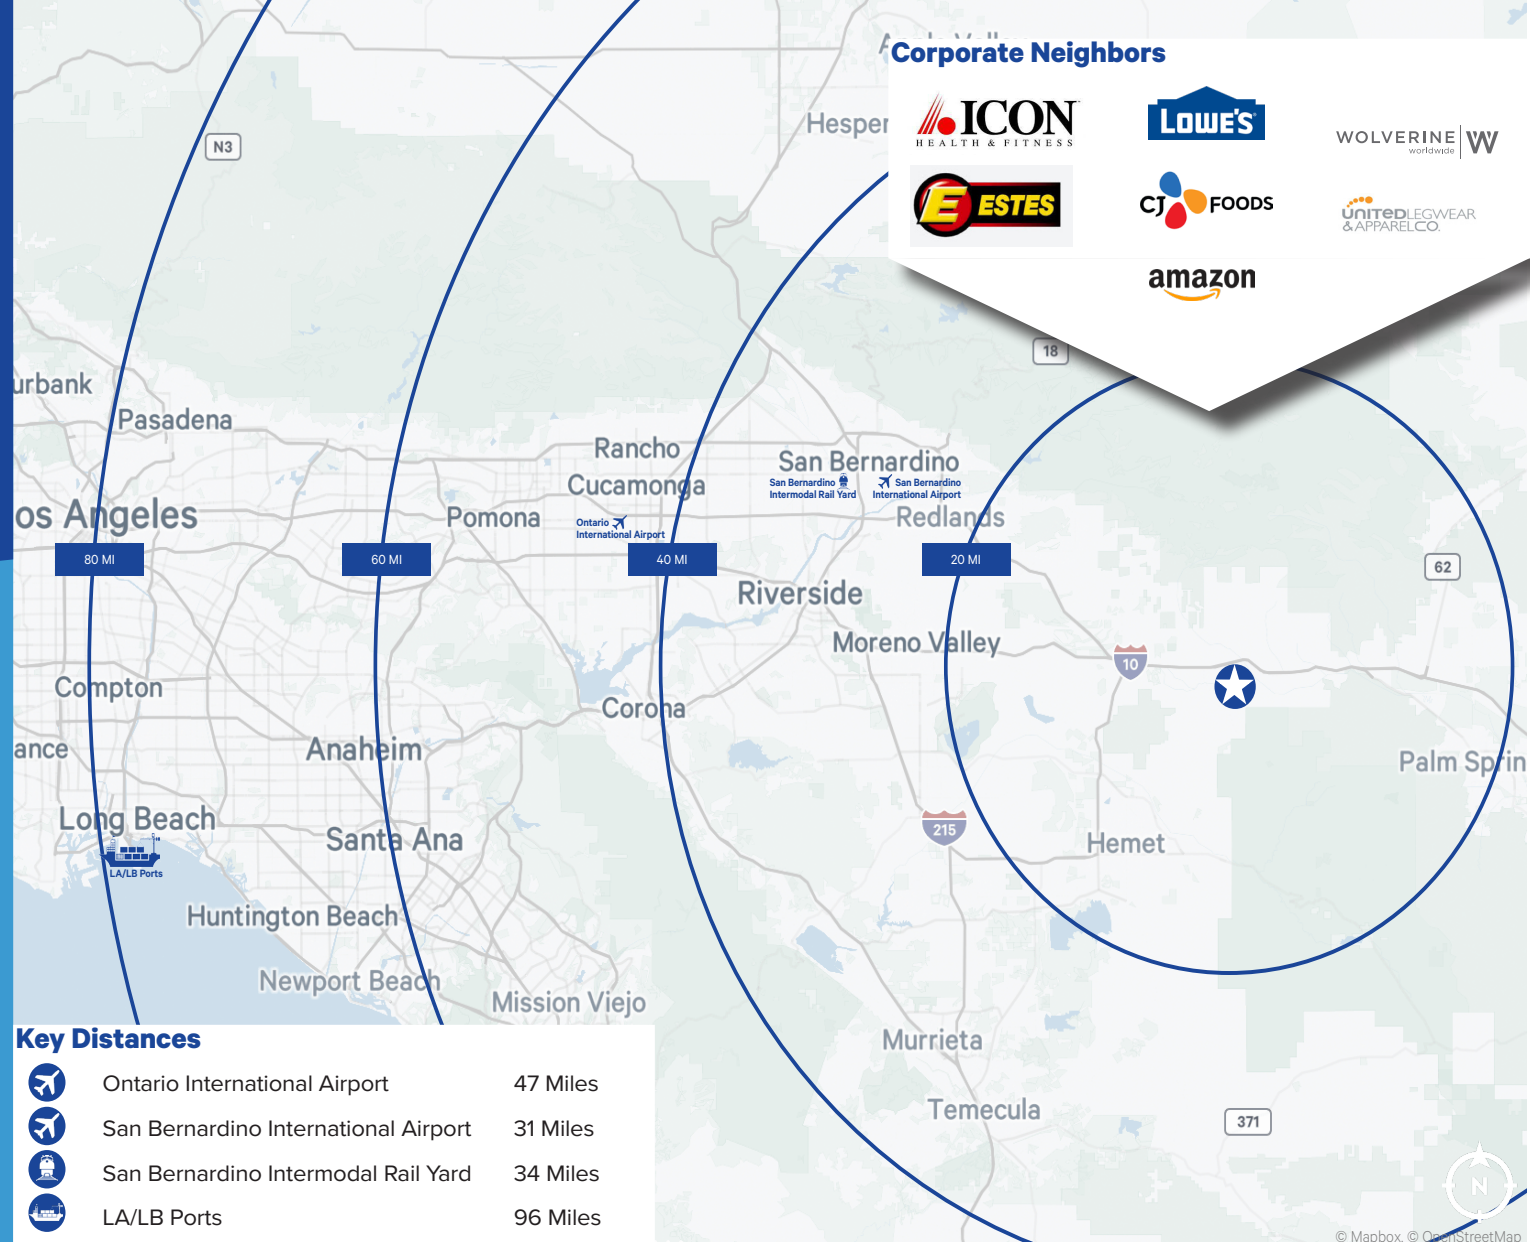 Apple Valley
Corporate Neighbors
ICON
HEALTH & FITNESS
LOWE'S
WOLVERINE
worldwide
W
Hesper
N3
E ESTES
CJ FOODS
UNITEDLEGWEAR
& APPARELCO.
amazon
18
urbank
Pasadena
Rancho
Cucamonga
San Bernardino
San Bernardino
Intermodal Rail Yard
San Bernardino
International Airport
os Angeles
Pomona
Ontario
International Airport
Redlands
80 MI
60 MI
40 MI
20 MI
62
Riverside
Moreno Valley
10
Compton
Corona
ance
Anaheim
Palm Sprin
Long Beach
LA/LB Ports
Santa Ana
215
Hemet
Huntington Beach
Newport Beach
Mission Viejo
Murrieta
Temecula
371
Key Distances
Ontario International Airport 47 Miles
San Bernardino International Airport 31 Miles
San Bernardino Intermodal Rail Yard 34 Miles
LA/LB Ports 96 Miles
N
© Mapbox, © OpenStreetMap